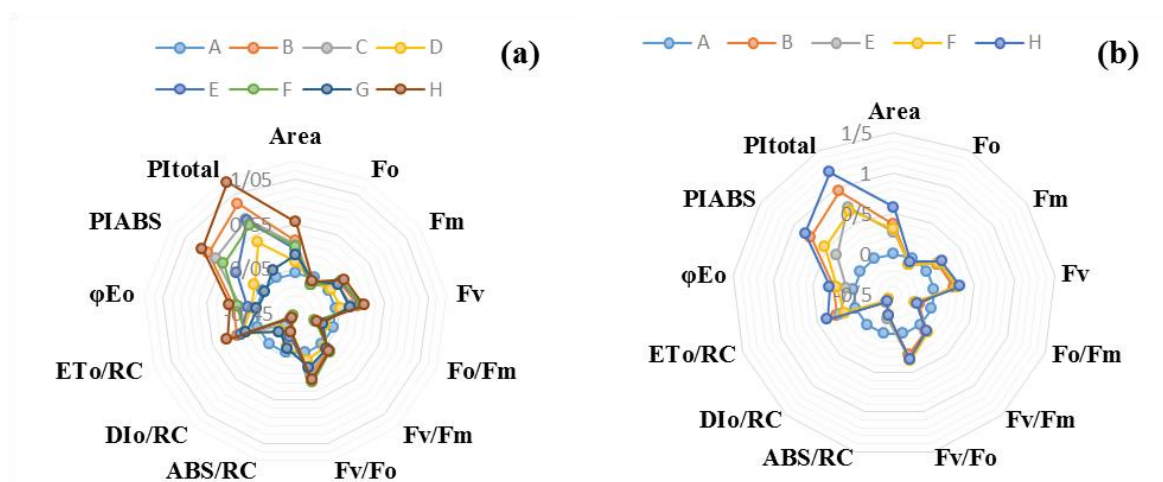 A B C D
E F G H
(a)
Area
Fo
Fm
Fv
Fo/Fm
Fv/Fm
Fv/Fo
ABS/RC
DIo/RC
ETo/RC
φEo
PIABS
PItotal
1/05
0/55
0/05
A B E F H
(b)
Area
Fo
Fm
Fv
Fo/Fm
Fv/Fm
Fv/Fo
ABS/RC
DIo/RC
ETo/RC
φEo
PIABS
PItotal
1/5
1
0/5
0
-0/5